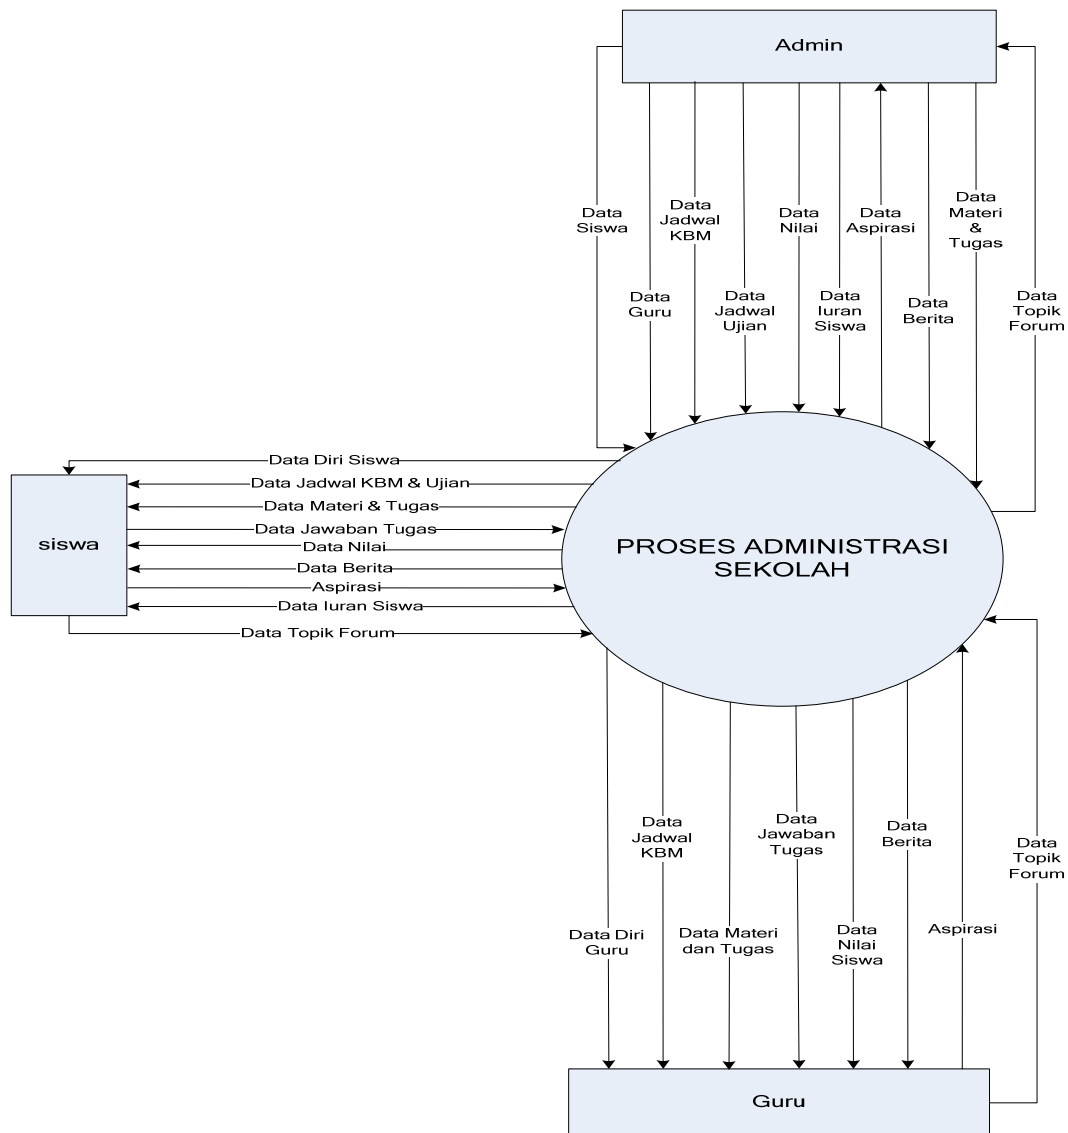 Admin
Data
Siswa
Data
Guru
Data
Jadwal
KBM
Data
Jadwal
Ujian
Data
Nilai
Data
Iuran
Siswa
Data
Aspirasi
Data
Berita
Data
Materi
&
Tugas
Data
Topik
Forum
Data Diri Siswa
Data Jadwal KBM & Ujian
Data Materi & Tugas
Data Jawaban Tugas
Data Nilai
Data Berita
Aspirasi
Data Iuran Siswa
Data Topik Forum
siswa
PROSES ADMINISTRASI
SEKOLAH
Data Diri
Guru
Data
Jadwal
KBM
Data Materi
dan Tugas
Data
Jawaban
Tugas
Data
Nilai
Siswa
Data
Berita
Aspirasi
Data
Topik
Forum
Guru